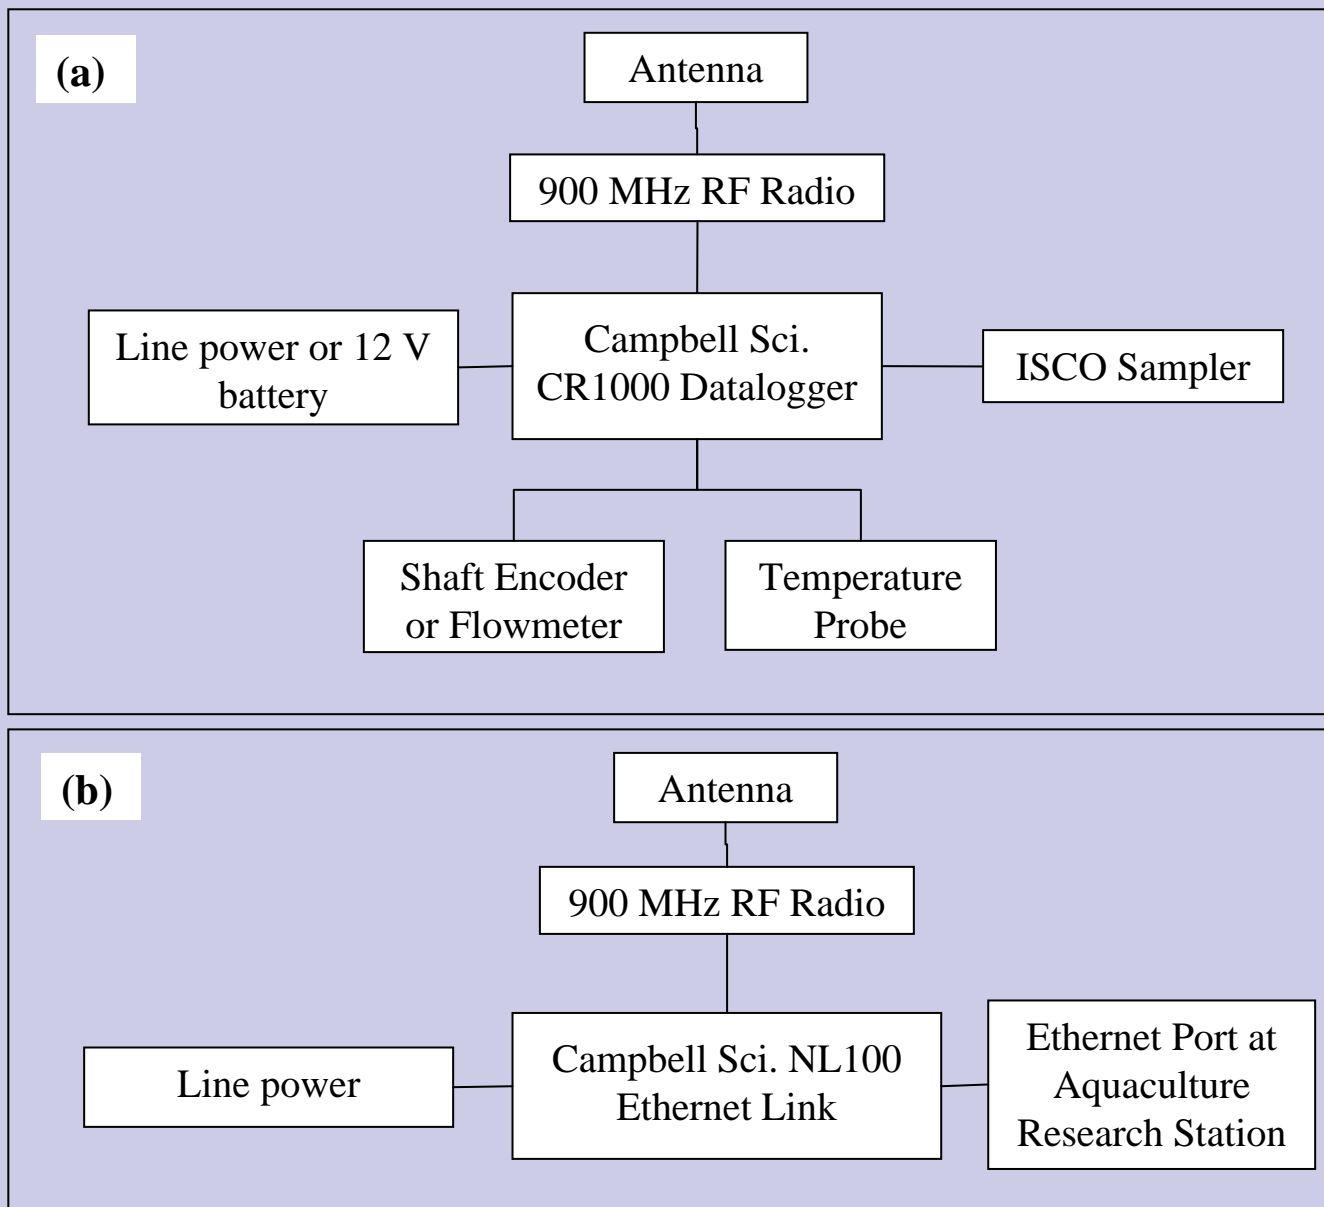 (a)
Antenna
900 MHz RF Radio
Line power or 12 V
battery
Campbell Sci.
CR1000 Datalogger
ISCO Sampler
Shaft Encoder
or Flowmeter
Temperature
Probe
(b)
Antenna
900 MHz RF Radio
Line power
Campbell Sci. NL100
Ethernet Link
Ethernet Port at
Aquaculture
Research Station